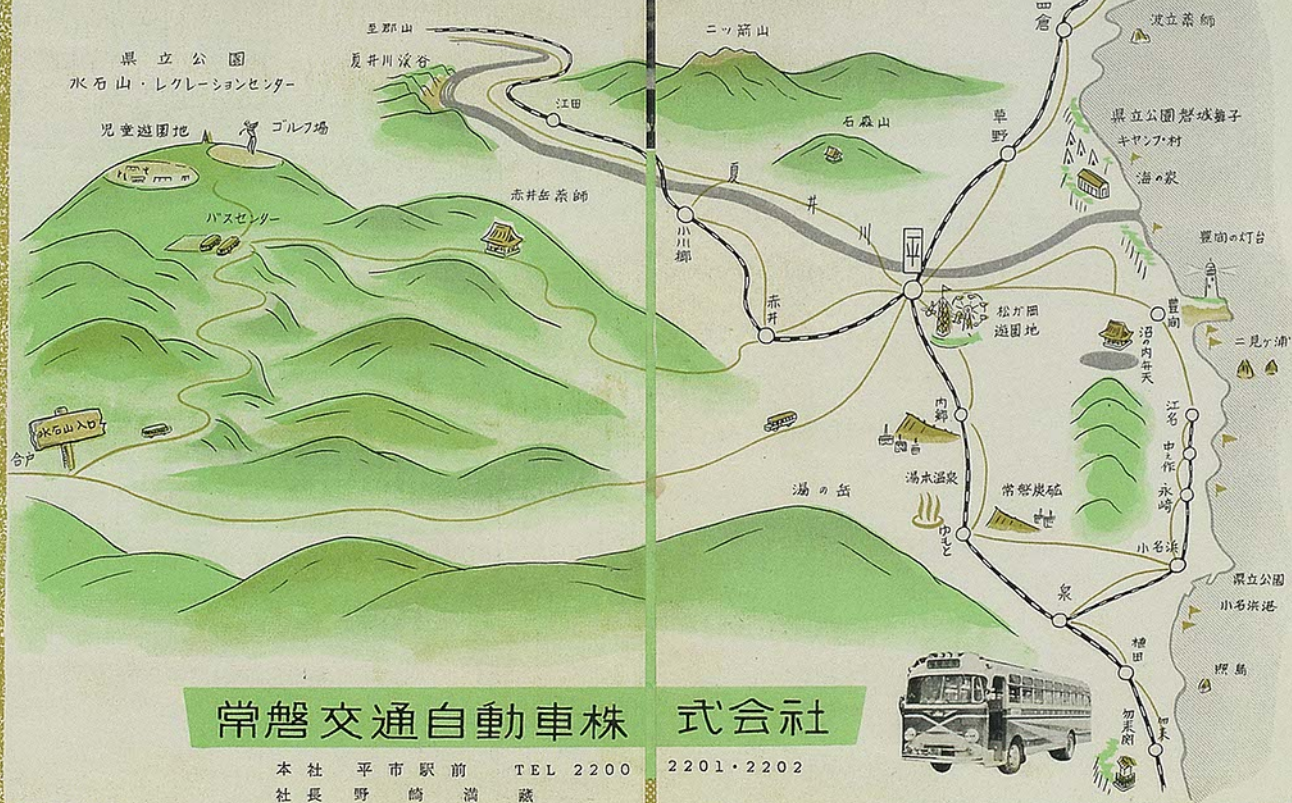 至郡山
夏井川渓谷
県立公園
水石山・レクレーションセンター
児童遊園地
ゴルフ場
バスセンター
赤井岳薬師
江田
二ッ箭山
石森山
草野
四倉
波立薬師
県立公園磐城舞子
キャンプ・村
海の家
夏井川
小川郷
赤井
平
松が岡
遊園地
豊間の灯台
豊間
沼の内弁天
二見ヶ浦
江名
中之作
永崎
内郷
湯本温泉
常磐炭砿
湯の岳
ゆもと
小名浜
泉
県立公園
小名浜港
植田
照島
勿来関
勿来
水石山入口
合戸
常磐交通自動車株式会社
本社 平市駅前 TEL 2200 2201・2202
社長 野崎満蔵